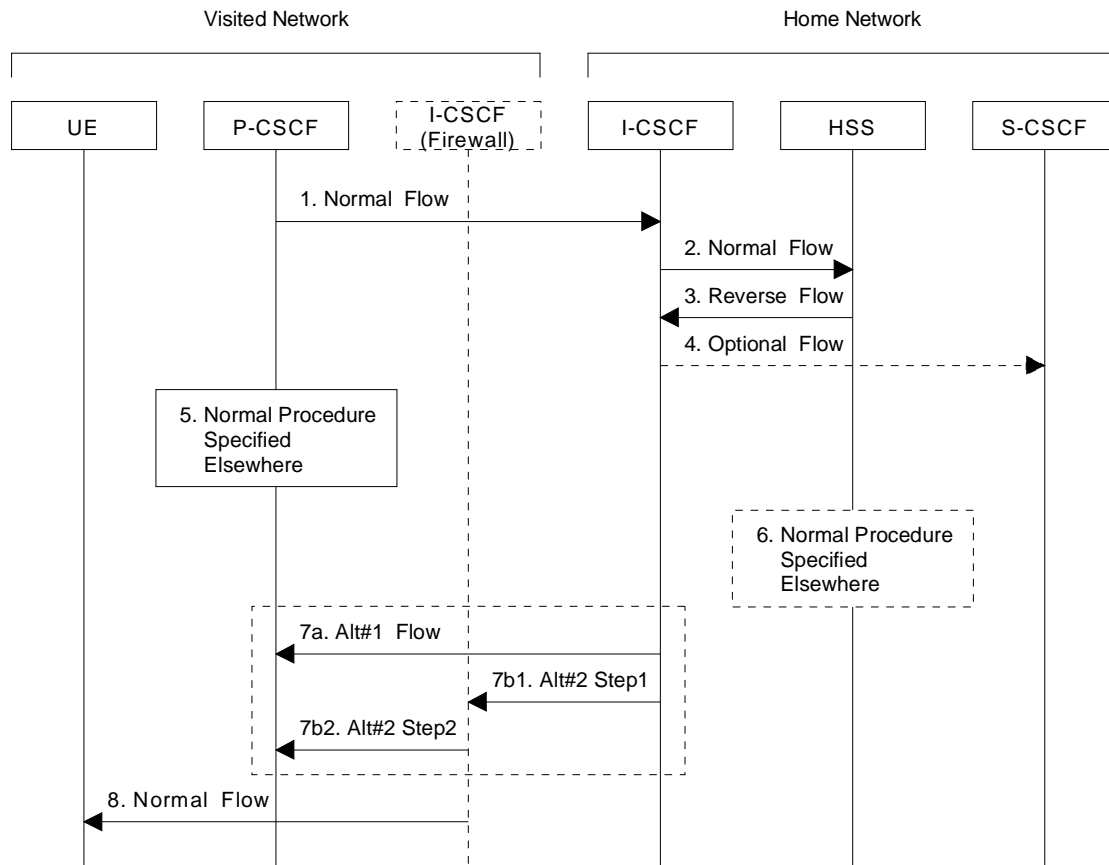 Visited Network
Home Network
UE
P-CSCF
I-CSCF
(Firewall)
I-CSCF
HSS
S-CSCF
1. Normal Flow
2. Normal Flow
3. Reverse Flow
4. Optional Flow
5. Normal Procedure
Specified
Elsewhere
6. Normal Procedure
Specified
Elsewhere
7a. Alt#1 Flow
7b1. Alt#2 Step1
7b2. Alt#2 Step2
8. Normal Flow